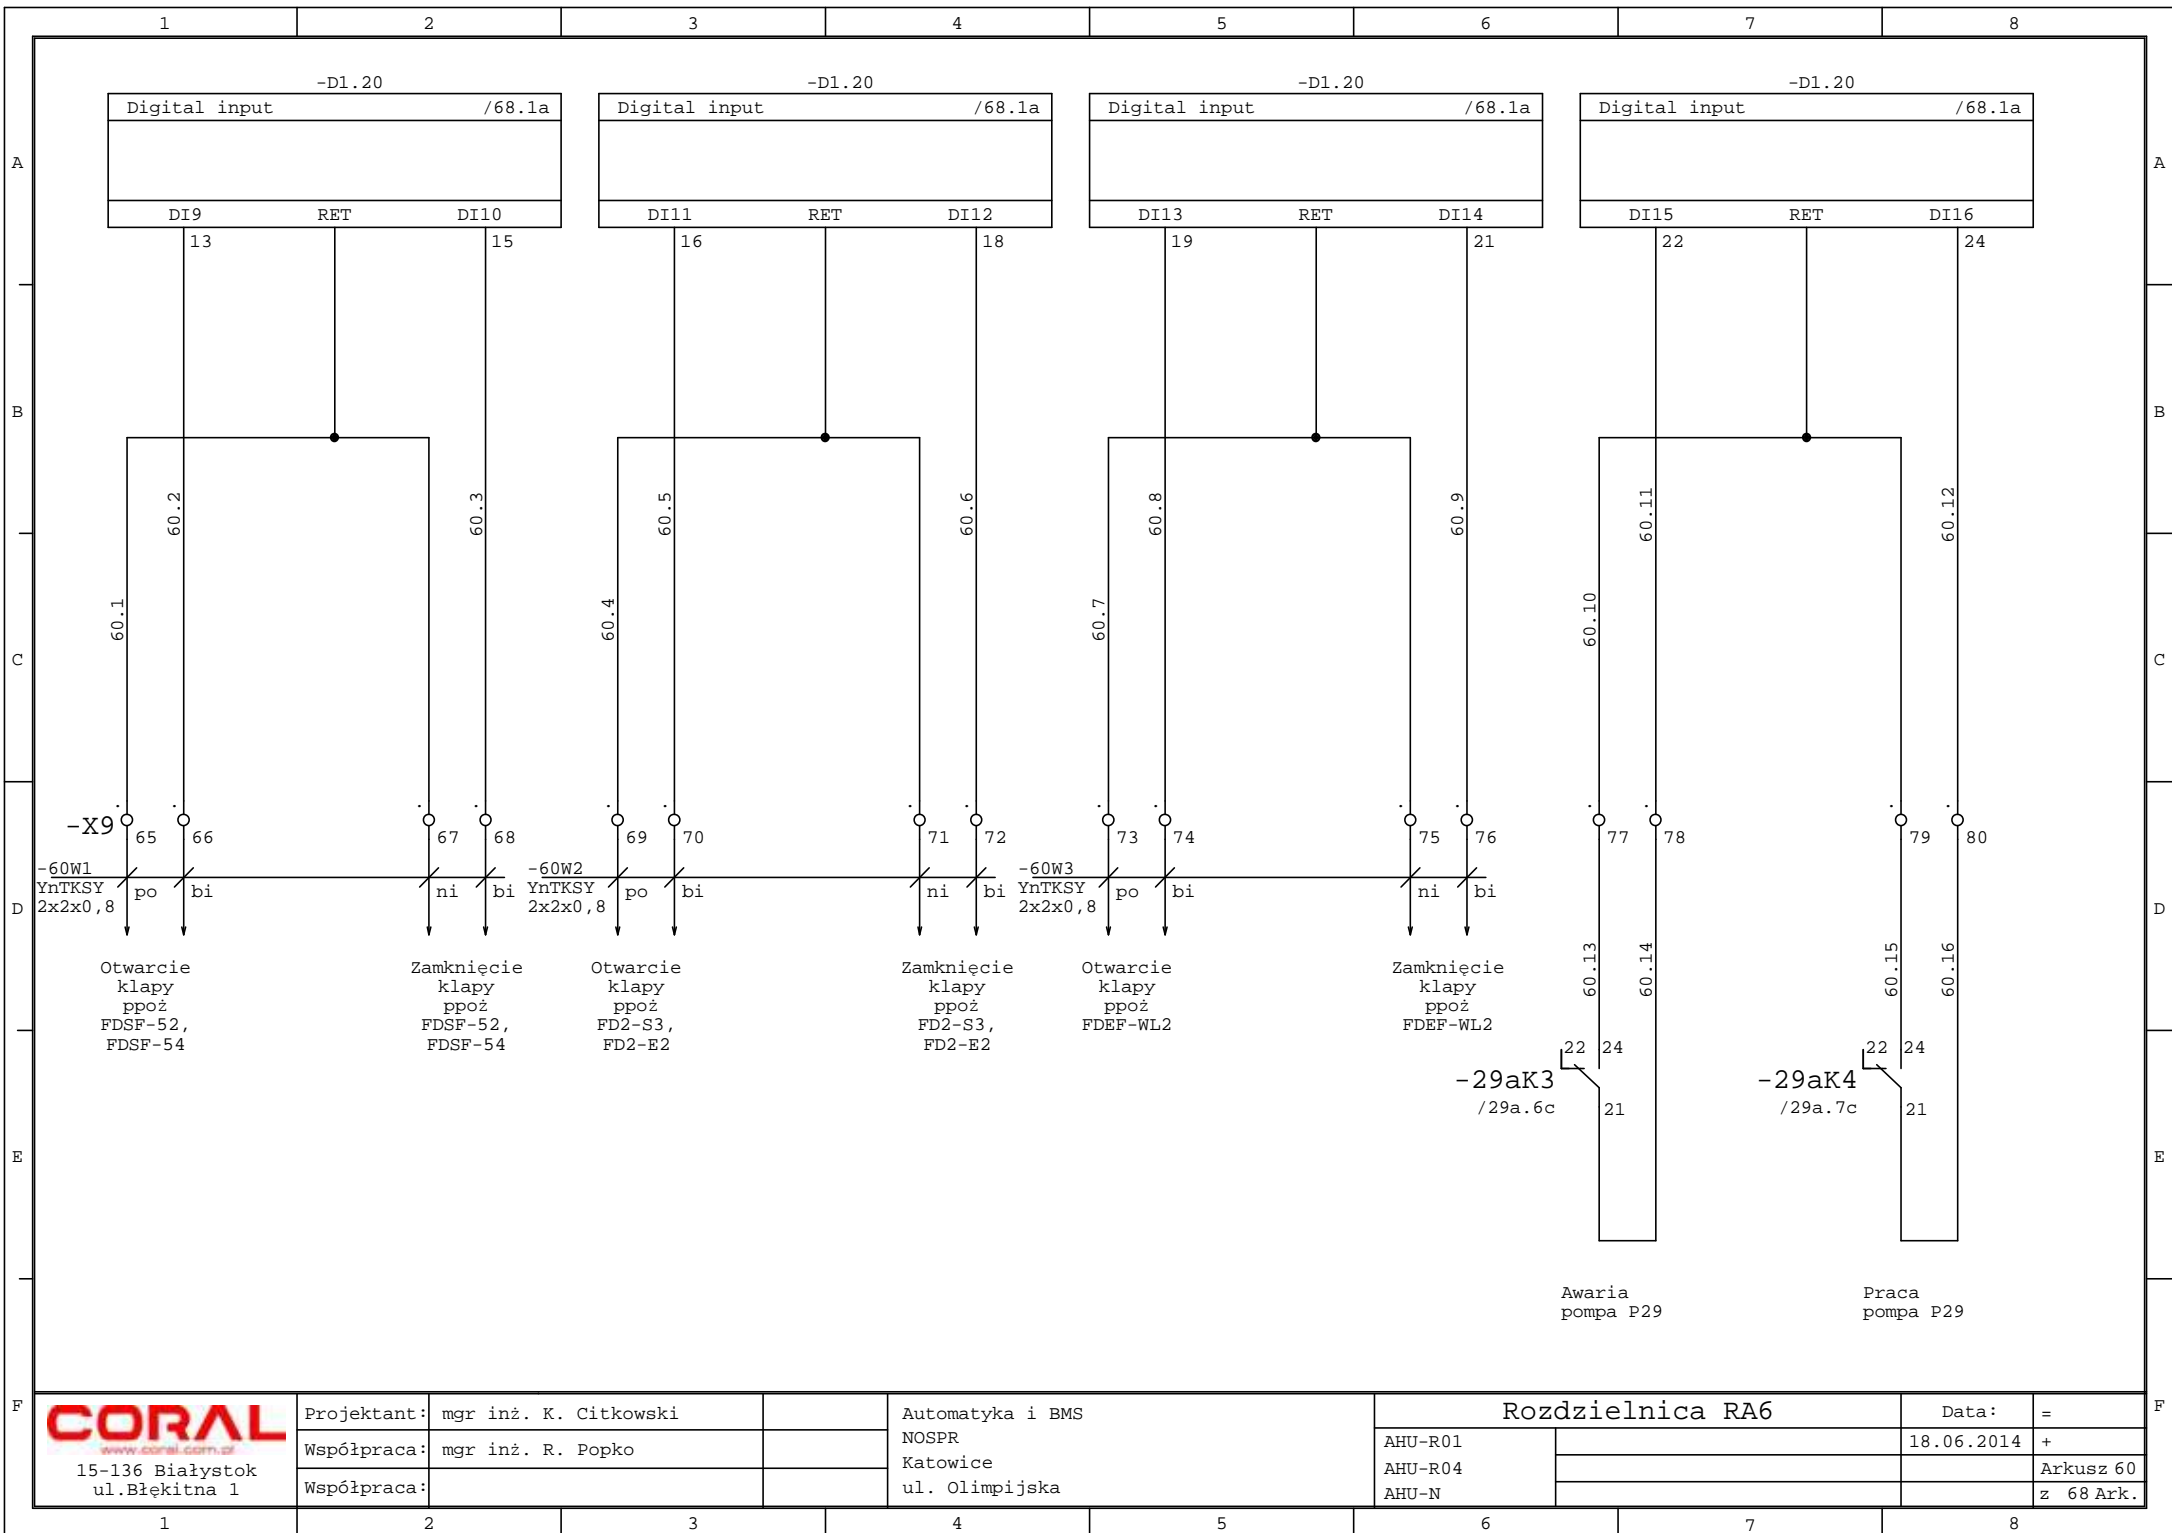 1 2 3 4 5 6 7 8
-D1.20 -D1.20 -D1.20 -D1.20
Digital input /68.1a Digital input /68.1a Digital input /68.1a Digital input /68.1a
A A
DI9 RET DI10 DI11 RET DI12 DI13 RET DI14 DI15 RET DI16
13 15 16 18 19 21 22 24
B B
60.2 60.3 60.5 60.6 60.8 60.9 60.11 60.12
60.1 60.4 60.7 60.10
C C
-X9 65 66 67 68 69 70 71 72 73 74 75 76 77 78 79 80
-60W1 -60W2 -60W3
YnTKSY po bi ni bi YnTKSY po bi ni bi YnTKSY po bi ni bi
2x2x0,8 2x2x0,8 2x2x0,8
D D
60.13 60.14 60.15 60.16
Otwarcie Zamknięcie Otwarcie Zamknięcie Otwarcie Zamknięcie
klapy klapy klapy klapy klapy klapy
ppoż ppoż ppoż ppoż ppoż ppoż
FDSF-52, FDSF-52, FD2-S3, FD2-S3, FDEF-WL2 FDEF-WL2
FDSF-54 FDSF-54 FD2-E2 FD2-E2
22 24 22 24
-29aK3 -29aK4
/29a.6c 21 /29a.7c 21
E E
Awaria Praca
pompa P29 pompa P29
F F
CORAL
www.coral.com.pl
15-136 Białystok
ul.Błękitna 1
Projektant: mgr inż. K. Citkowski
Współpraca: mgr inż. R. Popko
Współpraca:
Automatyka i BMS
NOSPR
Katowice
ul. Olimpijska
Rozdzielnica RA6
AHU-R01
AHU-R04
AHU-N
Data: =
18.06.2014 +
Arkusz 60
z 68 Ark.
1 2 3 4 5 6 7 8